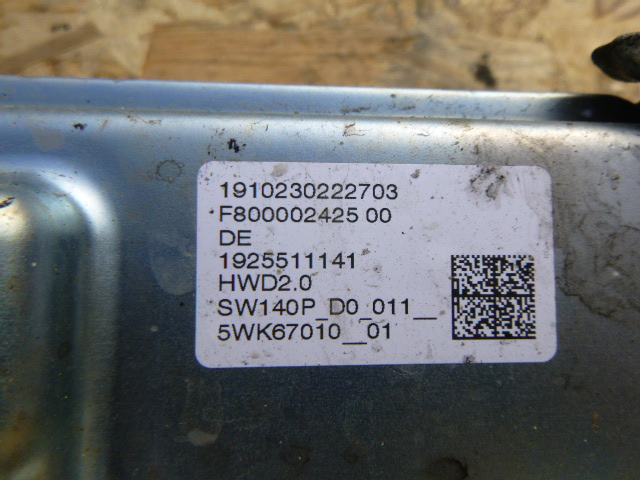 1910230222703
F800002425 00
DE
1925511141
HWD2.0
SW140P_D0_011__
5WK67010__01